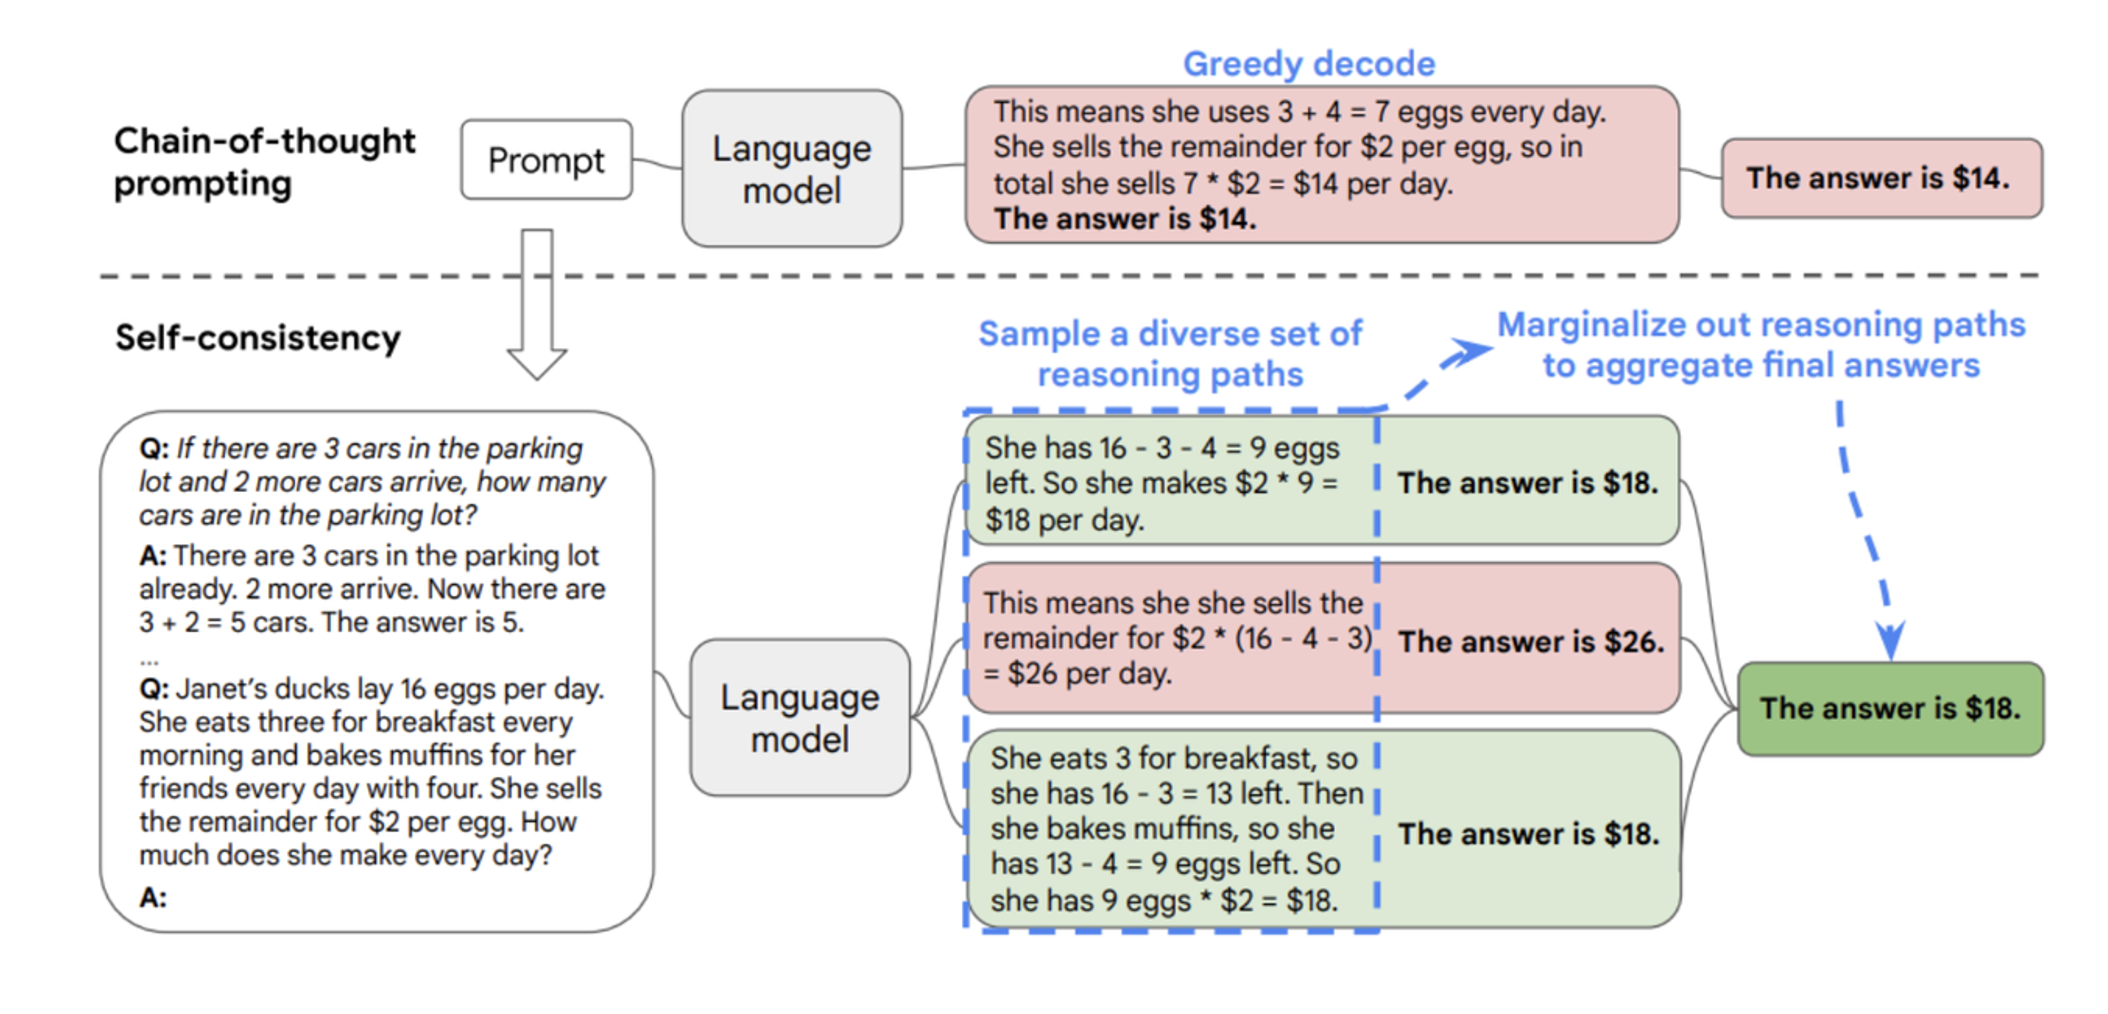 Greedy decode
Chain-of-thought
prompting
Prompt
Language
model
This means she uses 3 + 4 = 7 eggs every day.
She sells the remainder for $2 per egg, so in
total she sells 7 * $2 = $14 per day.
The answer is $14.
The answer is $14.
Self-consistency
Sample a diverse set of
reasoning paths
Marginalize out reasoning paths
to aggregate final answers
Q: If there are 3 cars in the parking
lot and 2 more cars arrive, how many
cars are in the parking lot?
A: There are 3 cars in the parking lot
already. 2 more arrive. Now there are
3 + 2 = 5 cars. The answer is 5.
...
Q: Janet’s ducks lay 16 eggs per day.
She eats three for breakfast every
morning and bakes muffins for her
friends every day with four. She sells
the remainder for $2 per egg. How
much does she make every day?
A:
Language
model
She has 16 - 3 - 4 = 9 eggs
left. So she makes $2 * 9 =
$18 per day.
The answer is $18.
This means she she sells the
remainder for $2 * (16 - 4 - 3)
= $26 per day.
The answer is $26.
She eats 3 for breakfast, so
she has 16 - 3 = 13 left. Then
she bakes muffins, so she
has 13 - 4 = 9 eggs left. So
she has 9 eggs * $2 = $18.
The answer is $18.
The answer is $18.